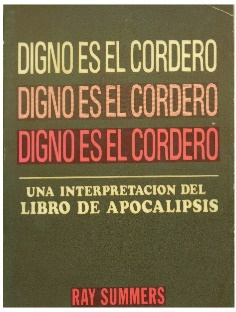 DIGNO ES EL CORDERO
DIGNO ES EL CORDERO
DIGNO ES EL CORDERO
UNA INTERPRETACION DEL
LIBRO DE APOCALIPSIS
RAY SUMMERS